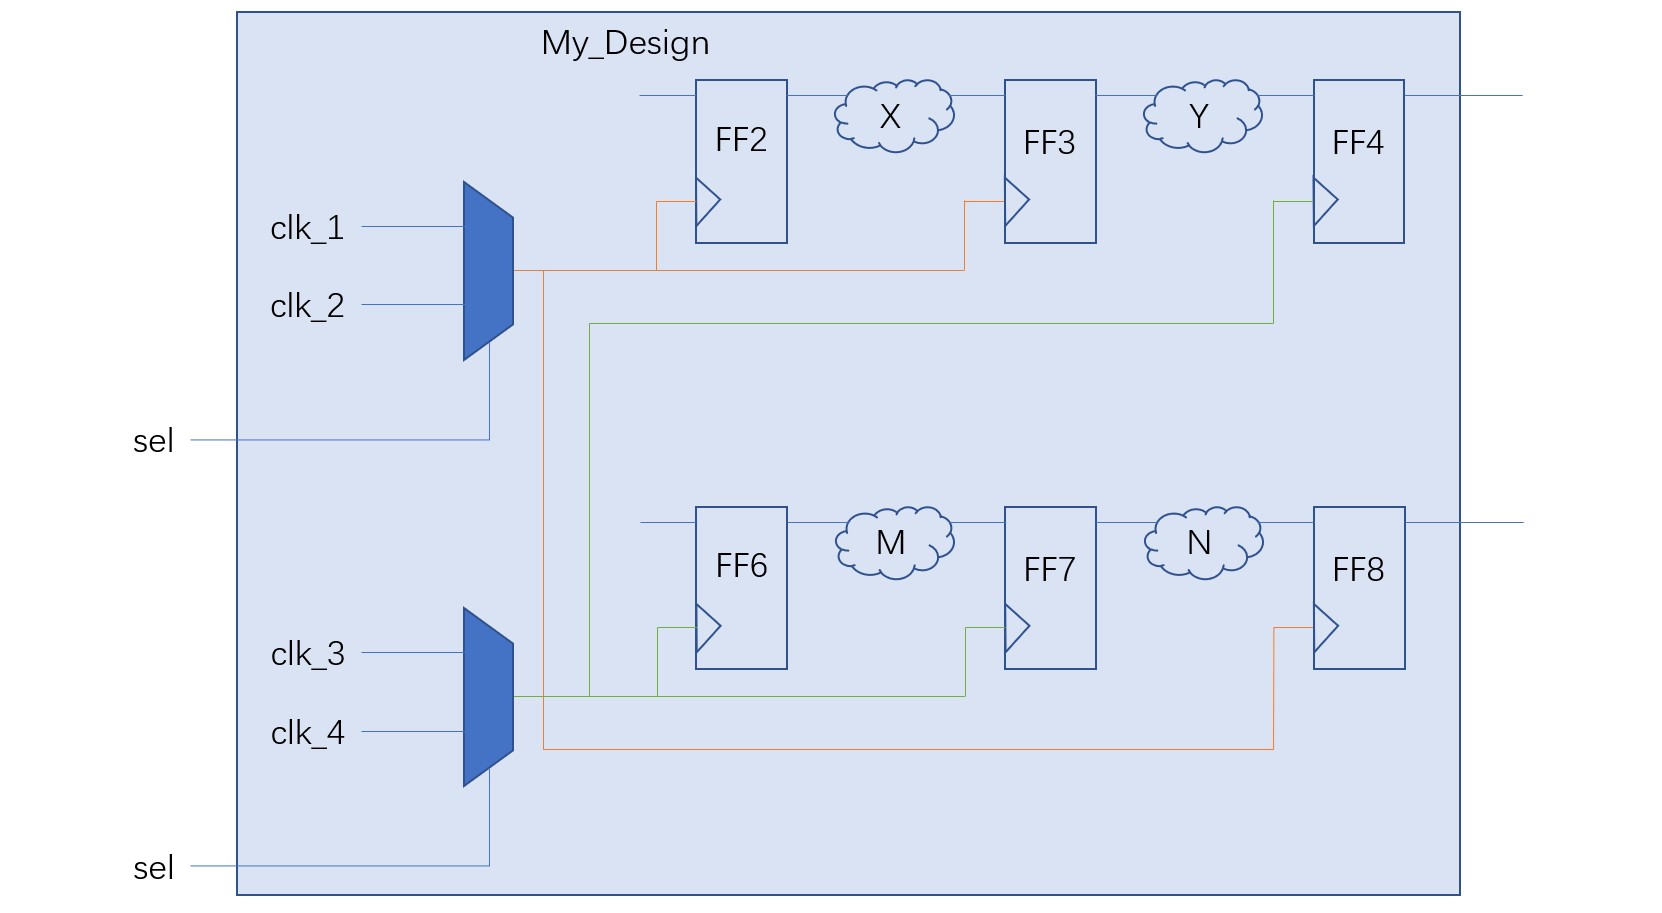 My_Design
FF2
X
FF3
Y
FF4
clk_1
clk_2
sel
FF6
M
FF7
N
FF8
clk_3
clk_4
sel